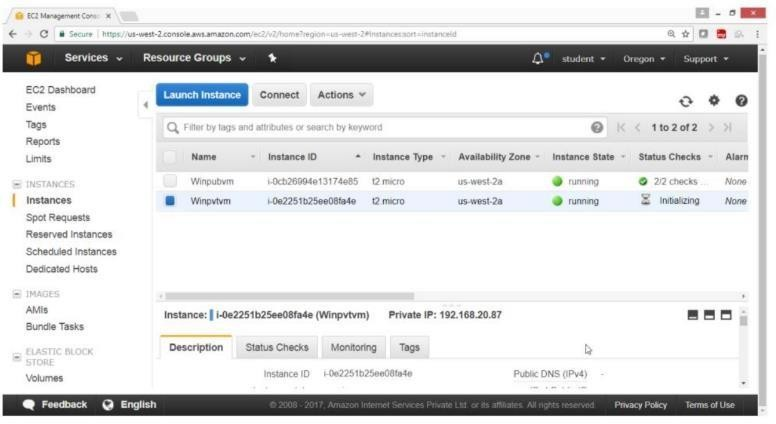 EC2 Management Conso
Secure https://us-west-2.console.aws.amazon.com/ec2/v2/home?region=us-west-2#Instances:sort=instanceId
Services Resource Groups student Oregon Support
EC2 Dashboard
Events
Tags
Reports
Limits
INSTANCES
Instances
Spot Requests
Reserved Instances
Scheduled Instances
Dedicated Hosts
IMAGES
AMIs
Bundle Tasks
ELASTIC BLOCK
STORE
Volumes
Launch Instance Connect Actions
Filter by tags and attributes or search by keyword 1 to 2 of 2
Name Instance ID Instance Type Availability Zone Instance State Status Checks Alarm
Winpubvm i-0cb26994e13174e85 t2.micro us-west-2a running 2/2 checks ... None
Winpvtvm i-0e2251b25ee08fa4e t2.micro us-west-2a running Initializing None
Instance: i-0e2251b25ee08fa4e (Winpvtvm) Private IP: 192.168.20.87
Description Status Checks Monitoring Tags
Instance ID i-0e2251b25ee08fa4e Public DNS (IPv4) -
Feedback English © 2008 - 2017, Amazon Internet Services Private Ltd. or its affiliates. All rights reserved. Privacy Policy Terms of Use